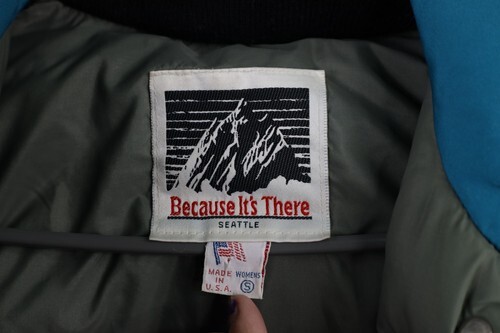 Because It's There
SEATTLE
MADE WOMENS
IN
U.S.A. S